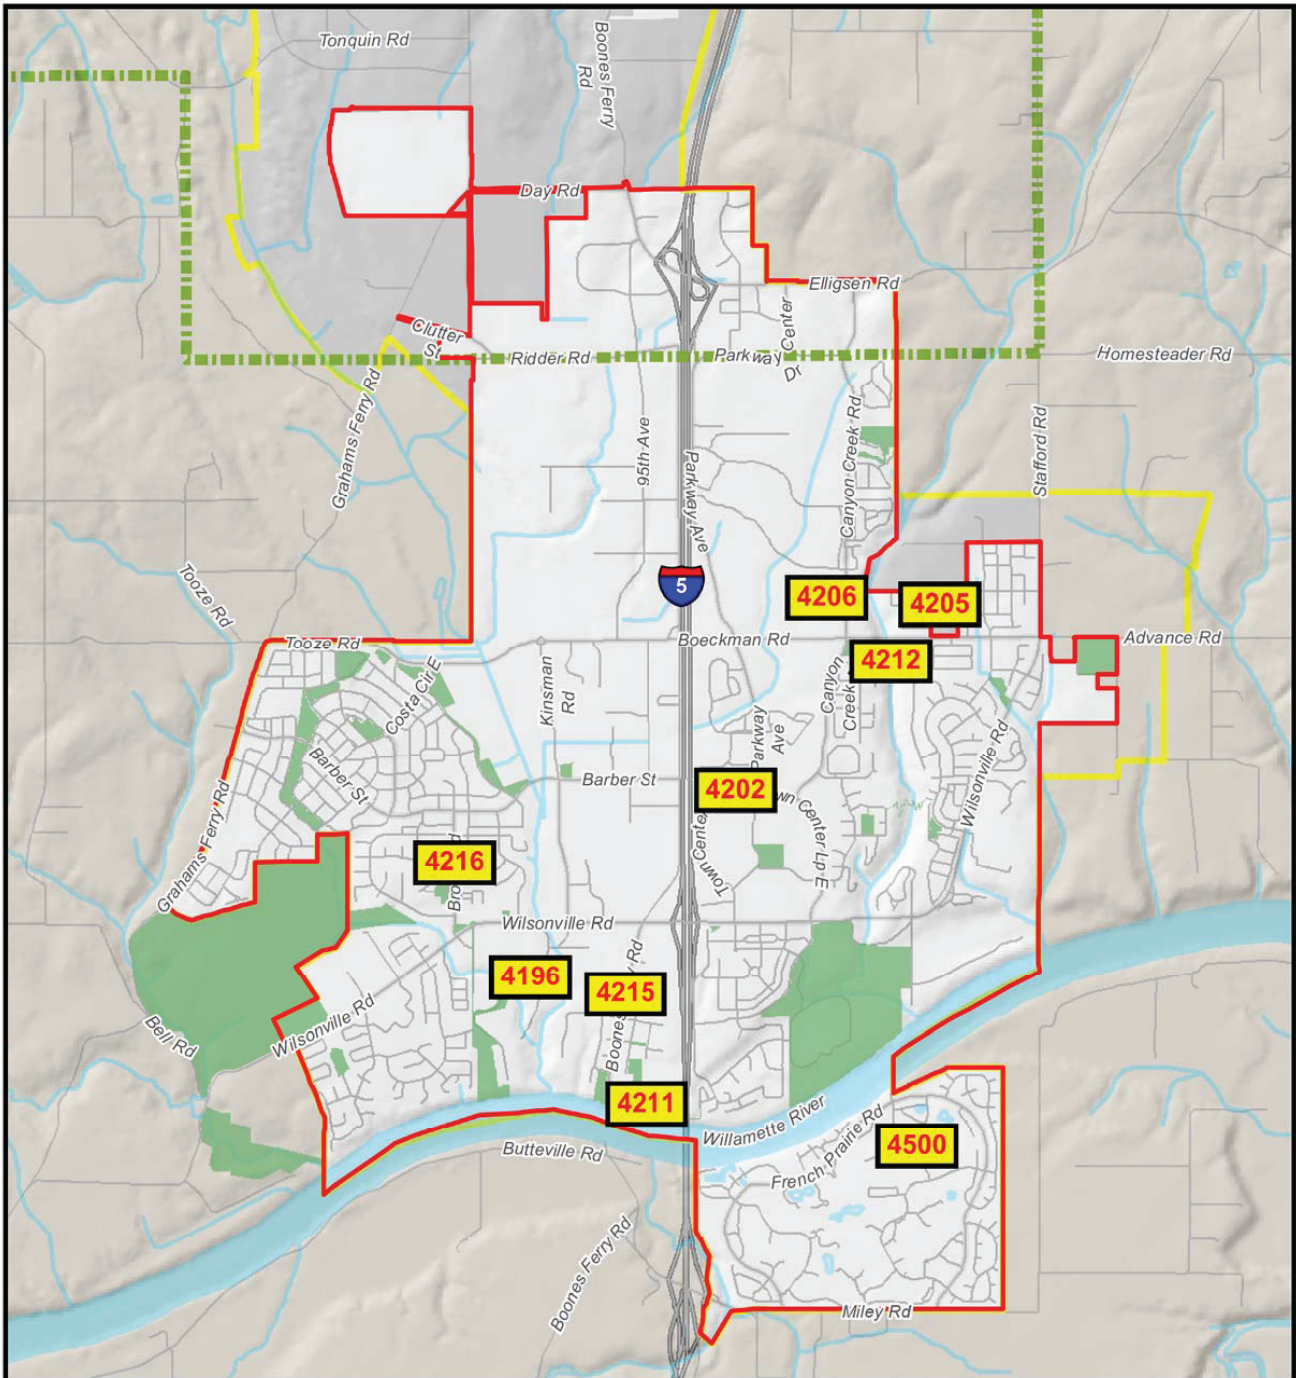 Tonquin Rd
Boones Ferry
Rd
Day Rd
Elligsen Rd
Clutter
St
Ridder Rd
Parkway
Center
Dr
Homesteader Rd
Grahams Ferry Rd
95th Ave
Parkway Ave
Canyon Creek Rd
Stafford Rd
5
4206
4205
Tooze Rd
Tooze Rd
Boeckman Rd
Advance Rd
4212
Costa Cir E
Kinsman
Rd
Canyon
Creek
Parkway
Ave
Wilsonville Rd
Barber St
Barber St
4202
Grahams Ferry Rd
Town Center
wn Center Lp E
4216
Wilsonville Rd
4196
4215
Boones
y Rd
Bell Rd
Wilsonville Rd
4211
Willamette River
Butteville Rd
French Prairie Rd
4500
Boones Ferry Rd
Miley Rd